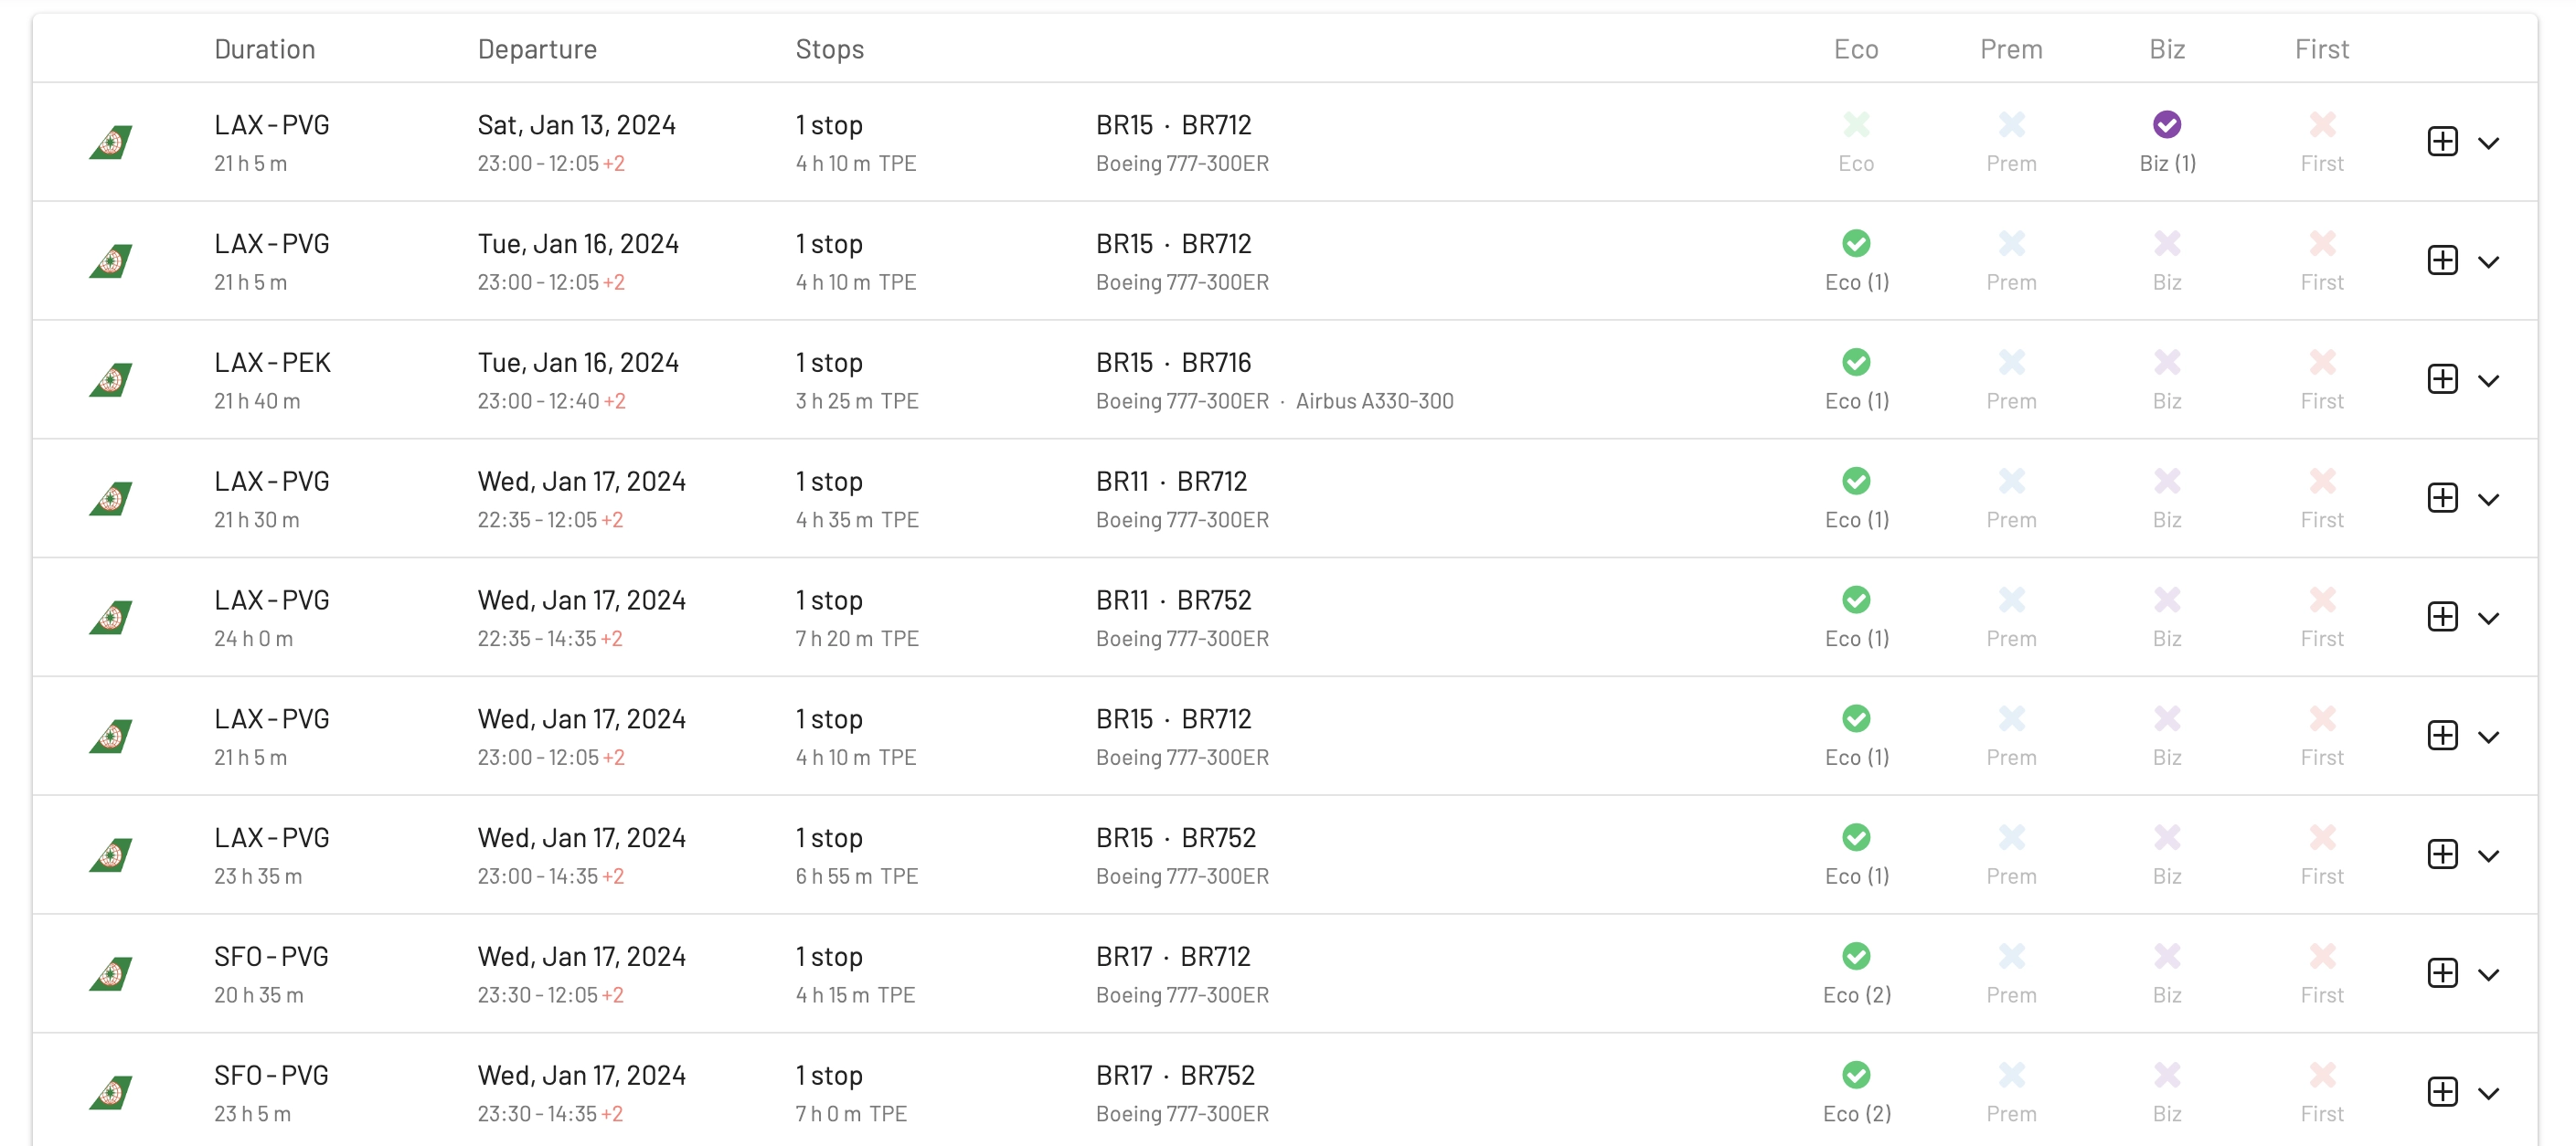 Duration Departure Stops Eco Prem Biz First
LAX - PVG Sat, Jan 13, 2024 1 stop BR15 · BR712
21 h 5 m 23:00 - 12:05 +2 4 h 10 m TPE Boeing 777-300ER Eco Prem Biz (1) First
LAX - PVG Tue, Jan 16, 2024 1 stop BR15 · BR712
21 h 5 m 23:00 - 12:05 +2 4 h 10 m TPE Boeing 777-300ER Eco (1) Prem Biz First
LAX - PEK Tue, Jan 16, 2024 1 stop BR15 · BR716
21 h 40 m 23:00 - 12:40 +2 3 h 25 m TPE Boeing 777-300ER · Airbus A330-300 Eco (1) Prem Biz First
LAX - PVG Wed, Jan 17, 2024 1 stop BR11 · BR712
21 h 30 m 22:35 - 12:05 +2 4 h 35 m TPE Boeing 777-300ER Eco (1) Prem Biz First
LAX - PVG Wed, Jan 17, 2024 1 stop BR11 · BR752
24 h 0 m 22:35 - 14:35 +2 7 h 20 m TPE Boeing 777-300ER Eco (1) Prem Biz First
LAX - PVG Wed, Jan 17, 2024 1 stop BR15 · BR712
21 h 5 m 23:00 - 12:05 +2 4 h 10 m TPE Boeing 777-300ER Eco (1) Prem Biz First
LAX - PVG Wed, Jan 17, 2024 1 stop BR15 · BR752
23 h 35 m 23:00 - 14:35 +2 6 h 55 m TPE Boeing 777-300ER Eco (1) Prem Biz First
SFO - PVG Wed, Jan 17, 2024 1 stop BR17 · BR712
20 h 35 m 23:30 - 12:05 +2 4 h 15 m TPE Boeing 777-300ER Eco (2) Prem Biz First
SFO - PVG Wed, Jan 17, 2024 1 stop BR17 · BR752
23 h 5 m 23:30 - 14:35 +2 7 h 0 m TPE Boeing 777-300ER Eco (2) Prem Biz First